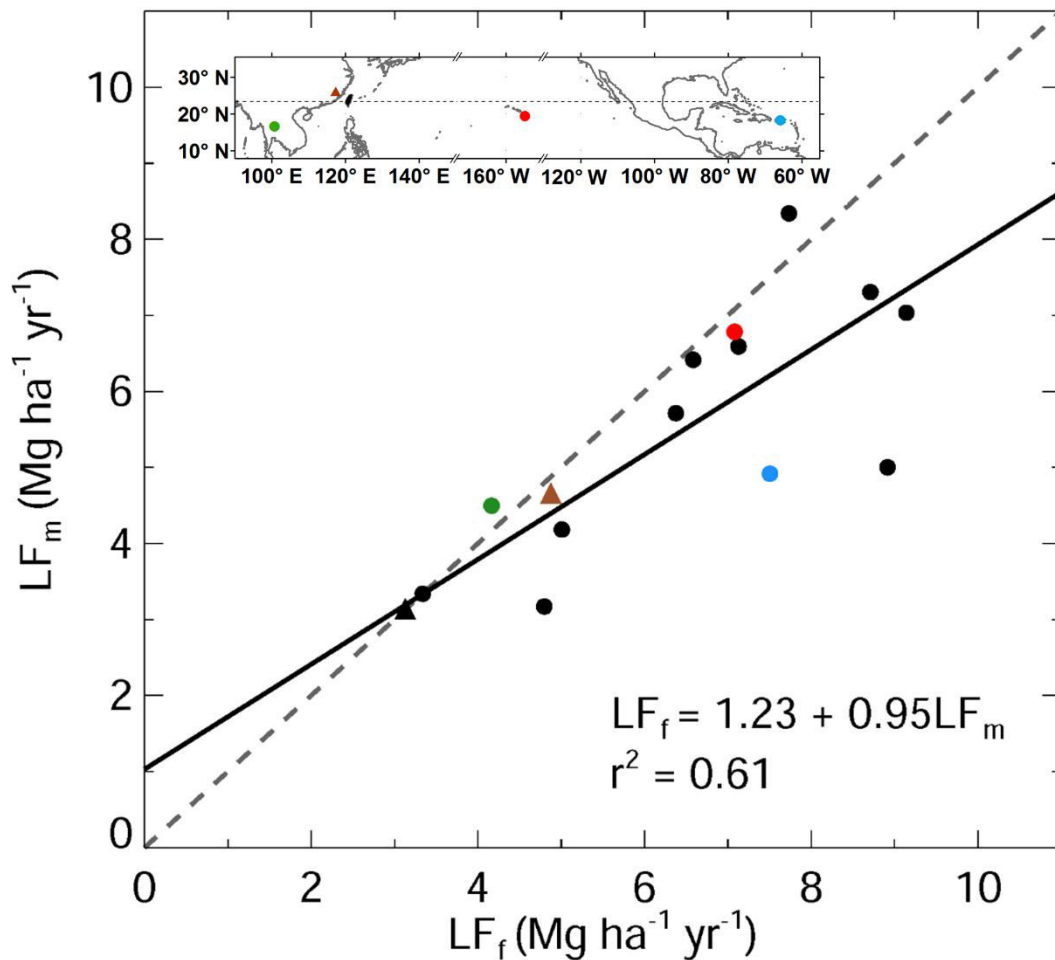 10
8
6
4
2
0
LFₘ (Mg ha⁻¹ yr⁻¹)
30° N
20° N
10° N
100° E 120° E 140° E 160° W 120° W 100° W 80° W 60° W
LF_f = 1.23 + 0.95LFₘ
r² = 0.61
0 2 4 6 8 10
LF_f (Mg ha⁻¹ yr⁻¹)